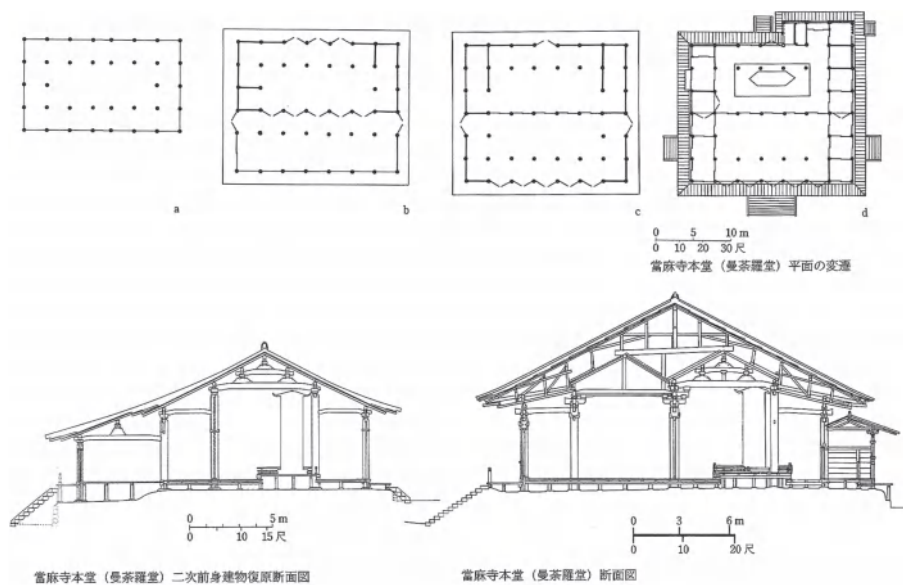 a
b
c
d
0 5 10 m
0 10 20 30 尺
當麻寺本堂（曼荼羅堂）平面の変遷
0 5 m
0 10 15 尺
當麻寺本堂（曼荼羅堂）二次前身建物復原断面図
0 3 6 m
0 10 20 尺
當麻寺本堂（曼荼羅堂）断面図